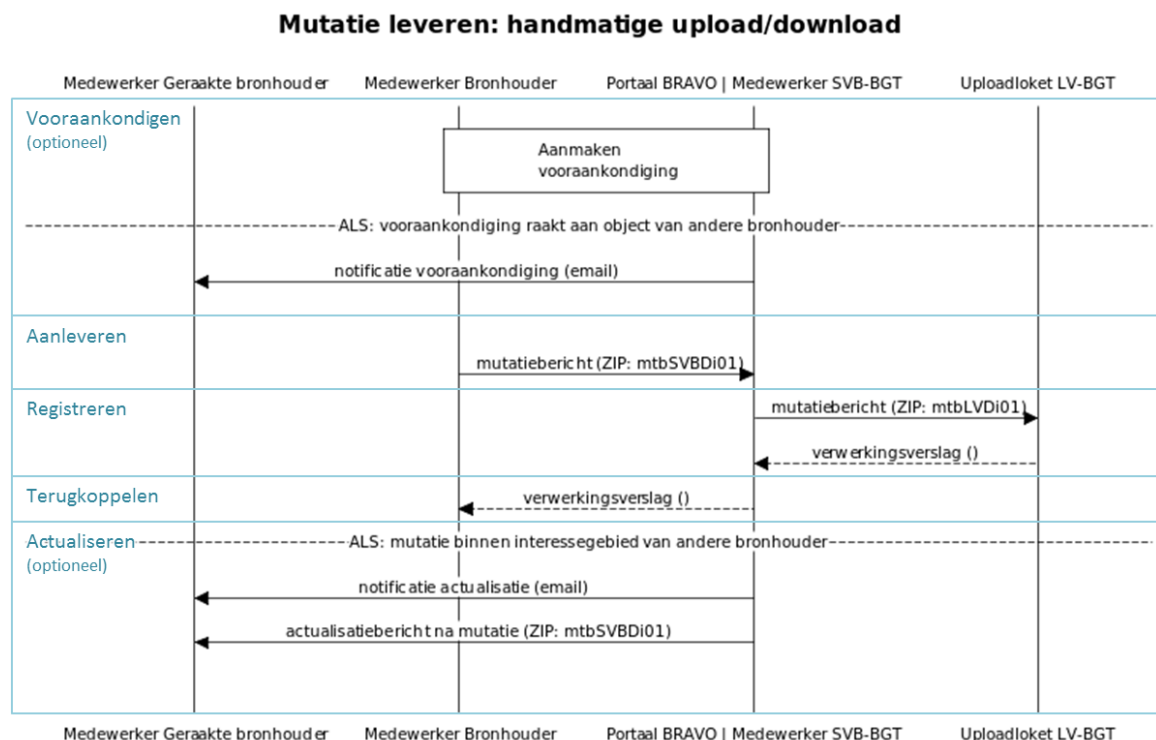 Mutatie leveren: handmatige upload/download
Medewerker Geraakte bronhouder Medewerker Bronhouder Portaal BRAVO | Medewerker SVB-BGT Uploadloket LV-BGT
Vooraankondigen
(optioneel)
Aanmaken
vooraankondiging
ALS: vooraankondiging raakt aan object van andere bronhouder
notificatie vooraankondiging (email)
Aanleveren
mutatiebericht (ZIP: mtbSVBDi01)
Registreren
mutatiebericht (ZIP: mtbLVDi01)
verwerkingsverslag ()
Terugkoppelen
verwerkingsverslag ()
Actualiseren
(optioneel)
ALS: mutatie binnen interessegebied van andere bronhouder
notificatie actualisatie (email)
actualisatiebericht na mutatie (ZIP: mtbSVBDi01)
Medewerker Geraakte bronhouder Medewerker Bronhouder Portaal BRAVO | Medewerker SVB-BGT Uploadloket LV-BGT